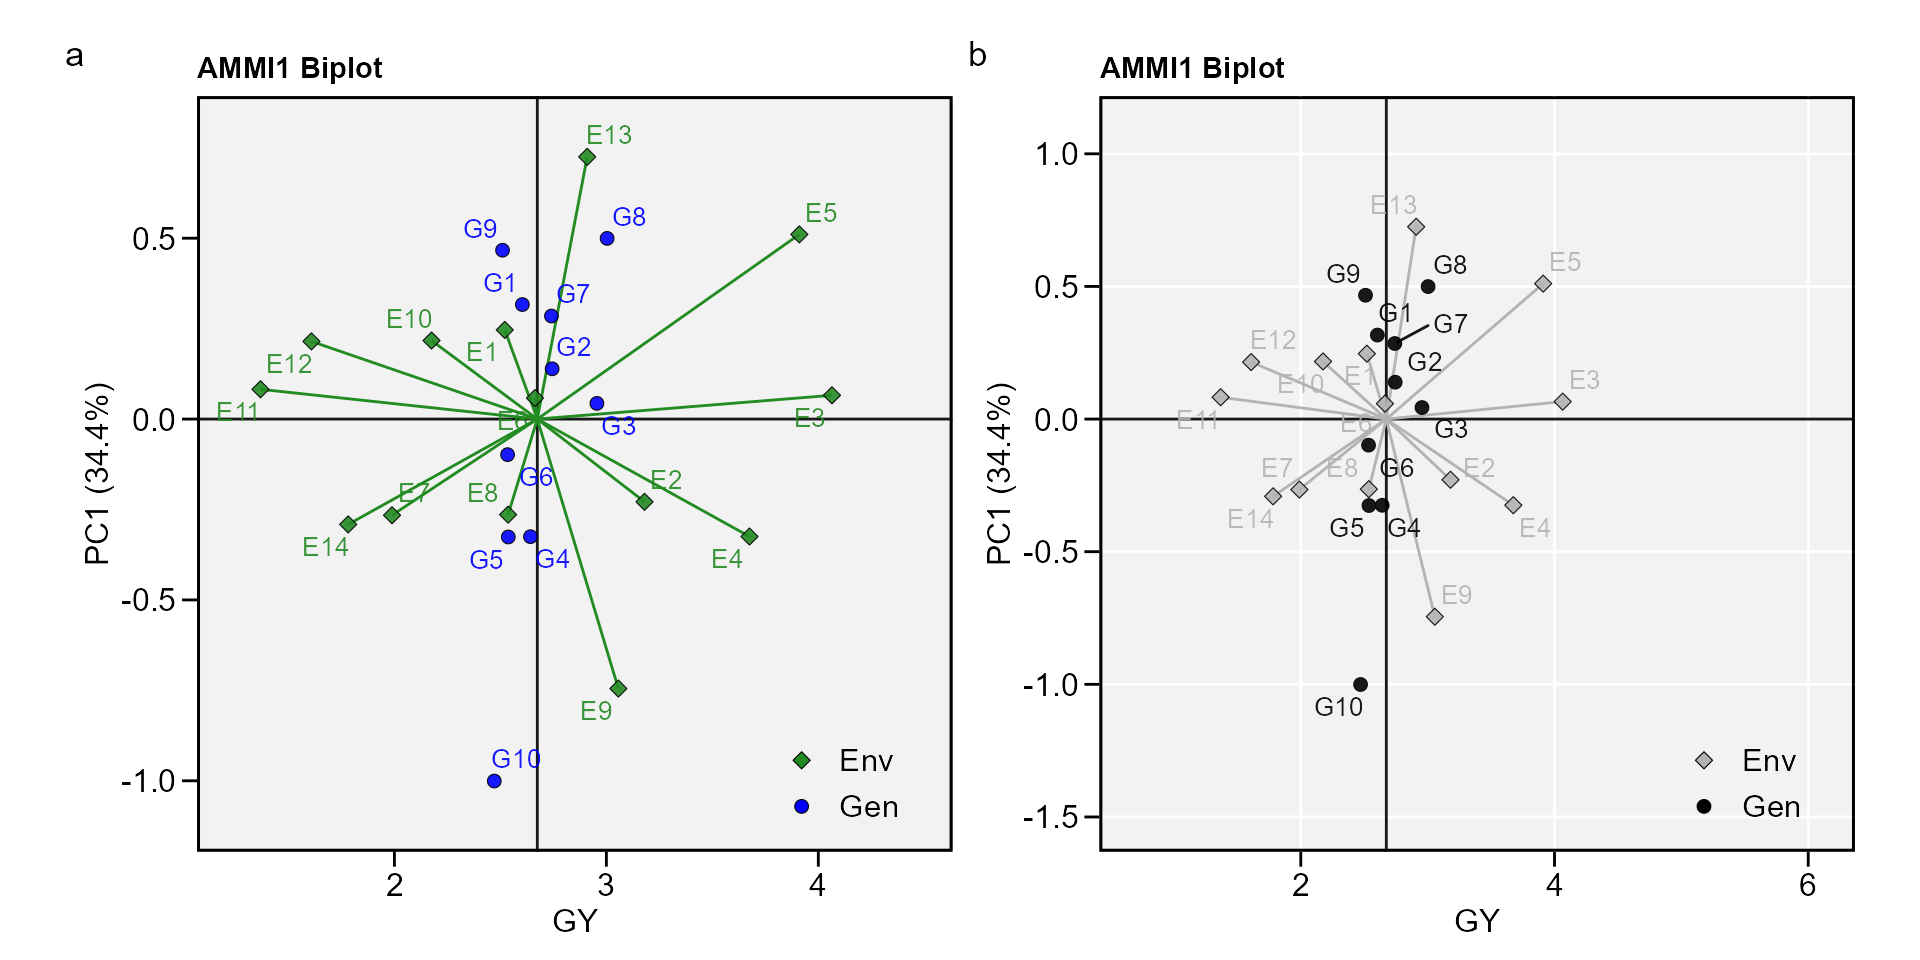 a
AMMI1 Biplot
E13
E5
G8
G9
G1
G7
E10
E1
G2
E12
E11
E6
G3
E3
G6
E2
E7
E8
E14
G5
G4
E4
E9
G10
Env
Gen
0.5
0.0
-0.5
-1.0
PC1 (34.4%)
2
3
4
GY
b
AMMI1 Biplot
E13
E5
G8
G9
G1
G7
E12
G2
E10
E1
E3
E11
E6
G3
E7
E8
G6
E2
E14
G5
G4
E4
E9
G10
Env
Gen
1.0
0.5
0.0
-0.5
-1.0
-1.5
PC1 (34.4%)
2
4
6
GY